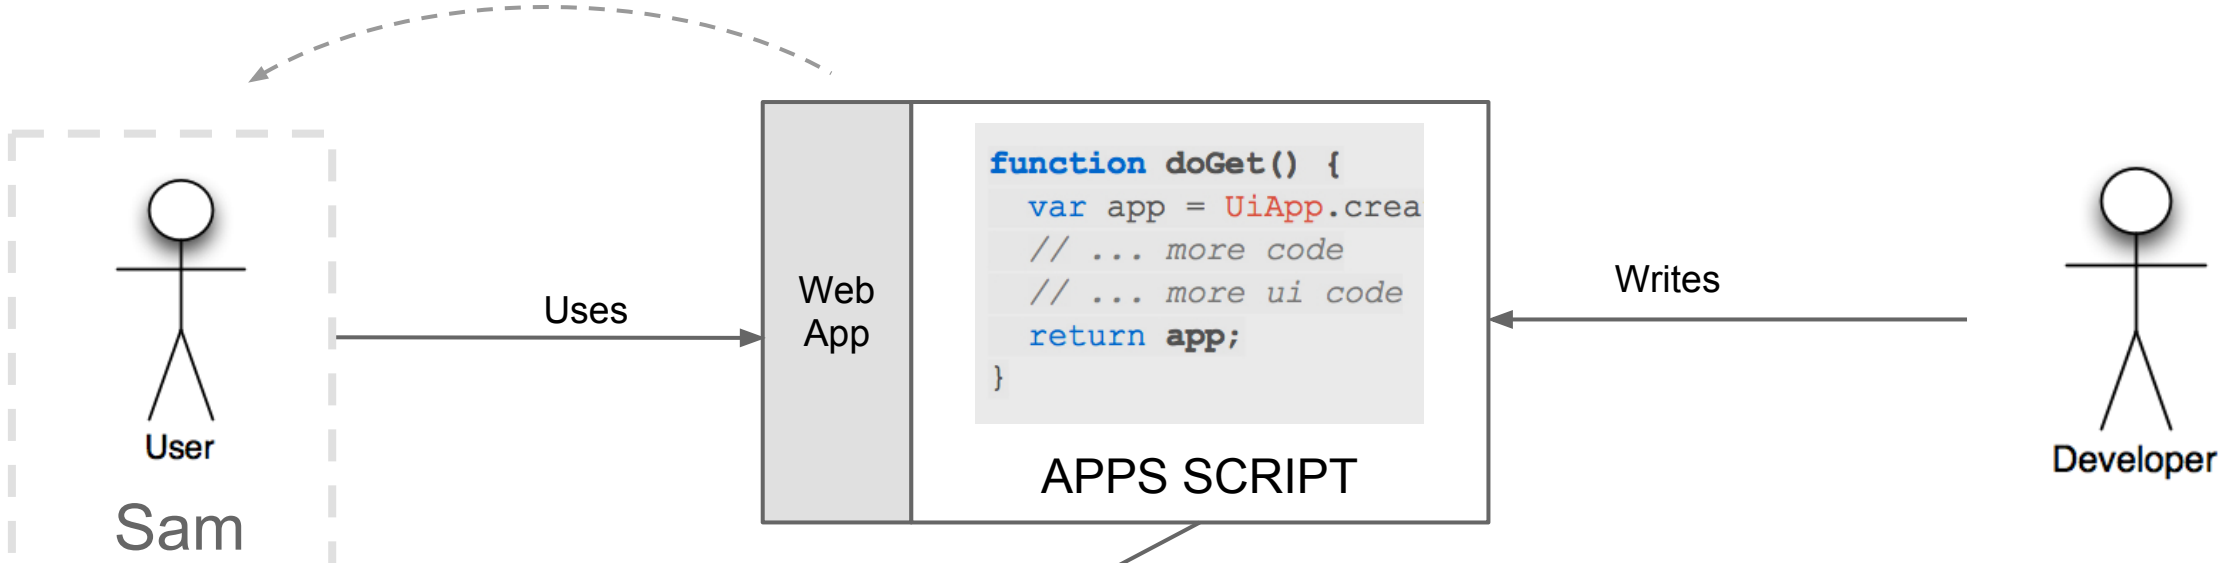 function doGet() {
var app = UiApp.crea
// ... more code
// ... more ui code
return app;
}
Web
App
Uses
Writes
User
Sam
APPS SCRIPT
Developer